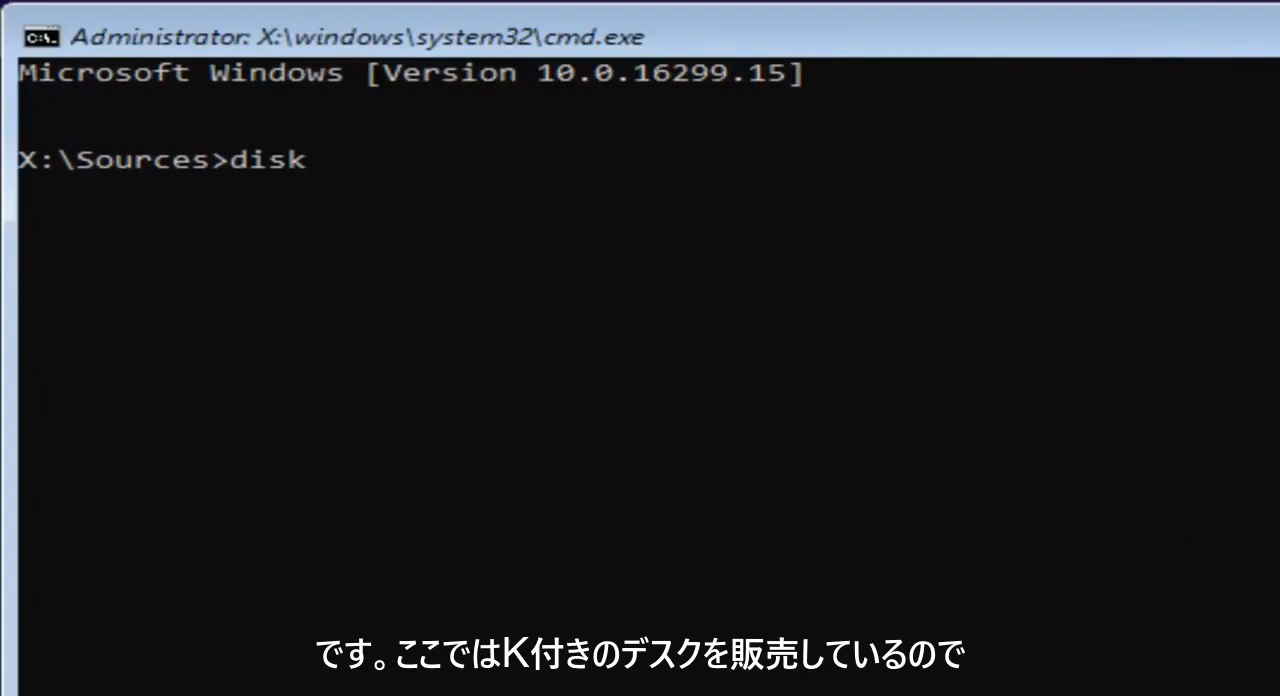 Administrator: X:\windows\system32\cmd.exe
Microsoft Windows [Version 10.0.16299.15]
X:\Sources>disk
です。ここではK付きのデスクを販売しているので